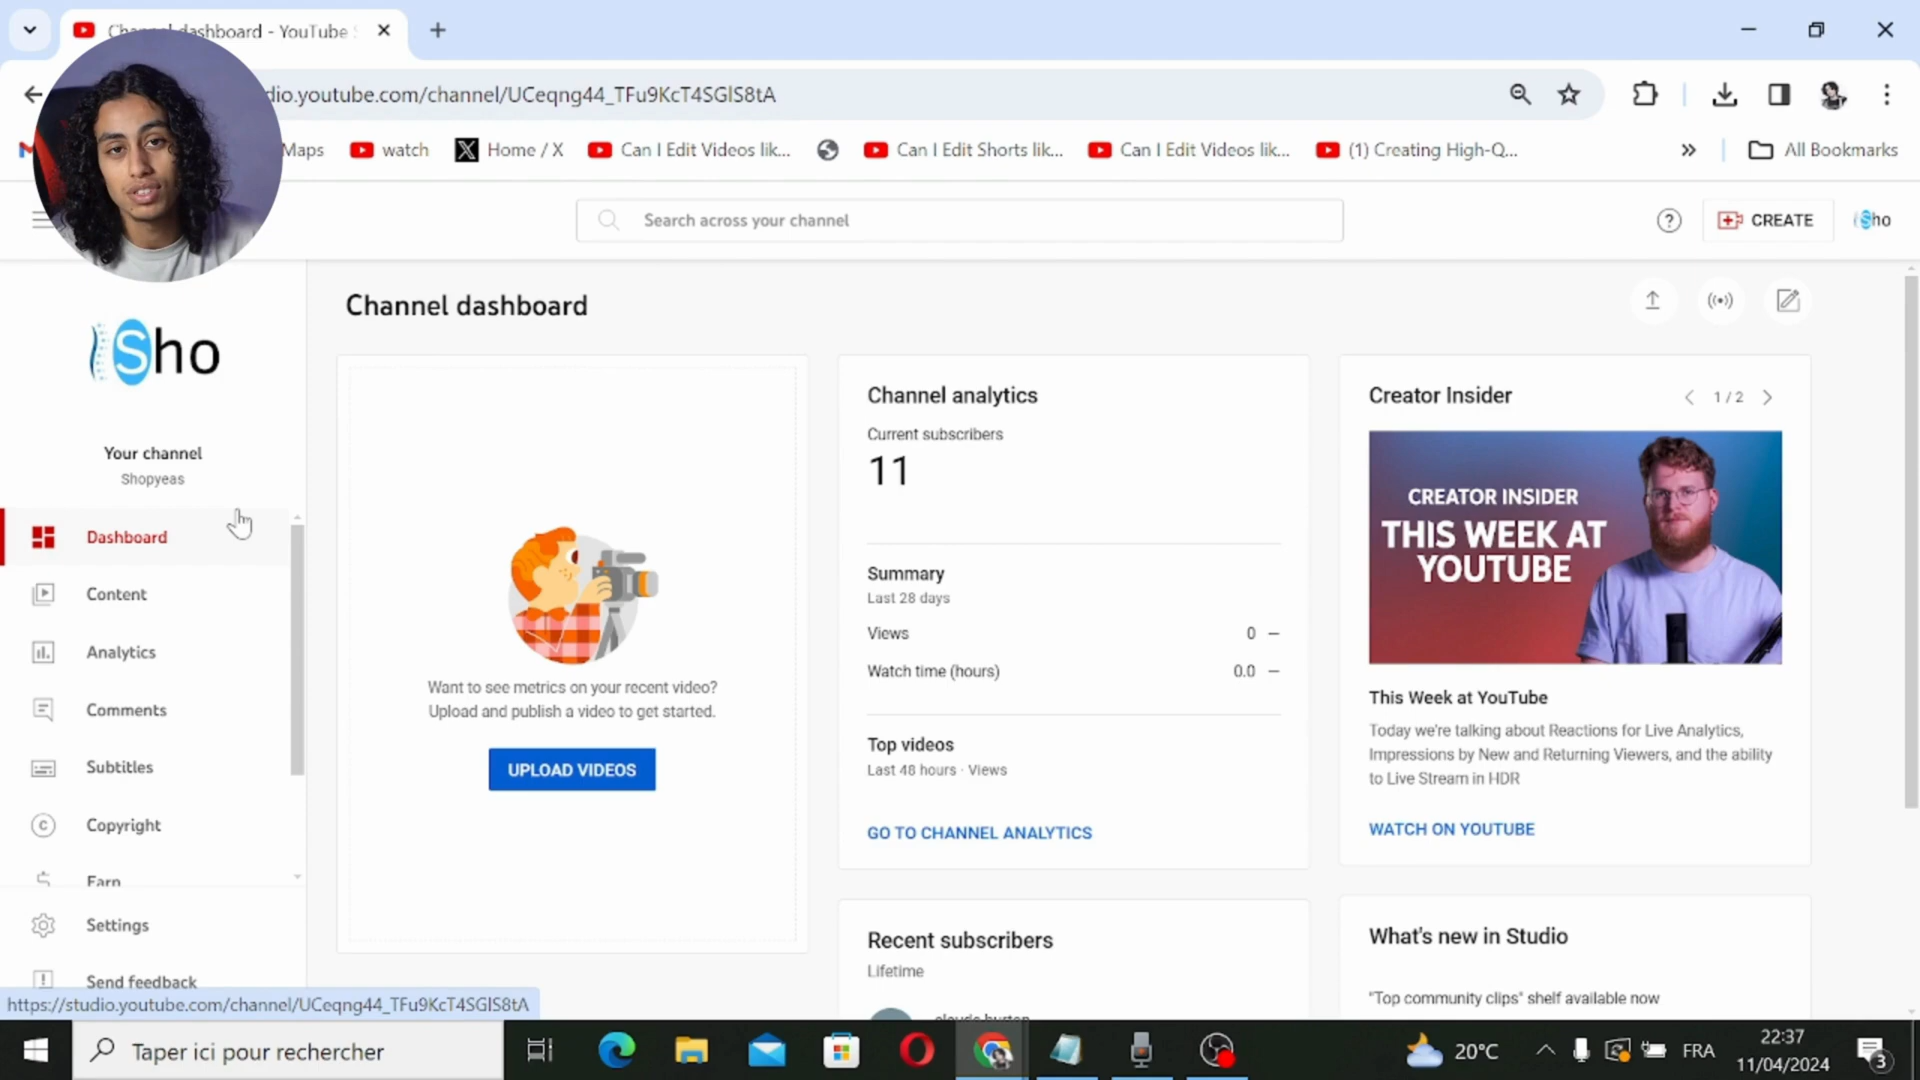 Channel dashboard - YouTube S
dio.youtube.com/channel/UCeqng44_TFu9KcT4SGlS8tA
Maps
watch
Home / X
Can I Edit Videos lik...
Can I Edit Shorts lik...
Can I Edit Videos lik...
(1) Creating High-Q...
All Bookmarks
Search across your channel
CREATE
Sho
Sho
Your channel
Shopyeas
Dashboard
Content
Analytics
Comments
Subtitles
Copyright
Earn
Settings
Send feedback
https://studio.youtube.com/channel/UCeqng44_TFu9KcT4SGlS8tA
Channel dashboard
Want to see metrics on your recent video?
Upload and publish a video to get started.
UPLOAD VIDEOS
Channel analytics
Current subscribers
11
Summary
Last 28 days
Views 0 —
Watch time (hours) 0.0 —
Top videos
Last 48 hours · Views
GO TO CHANNEL ANALYTICS
Recent subscribers
Lifetime
claude burton
Creator Insider
1 / 2
CREATOR INSIDER
THIS WEEK AT
YOUTUBE
This Week at YouTube
Today we're talking about Reactions for Live Analytics,
Impressions by New and Returning Viewers, and the ability
to Live Stream in HDR
WATCH ON YOUTUBE
What's new in Studio
"Top community clips" shelf available now
Taper ici pour rechercher
20°C
FRA
22:37
11/04/2024
3